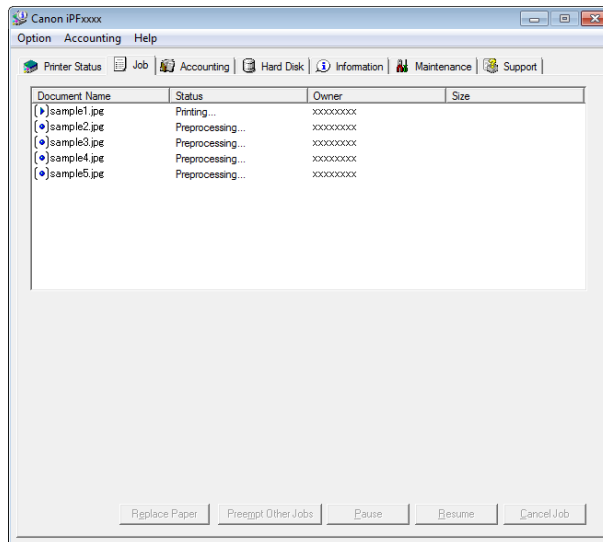 Canon iPFxxxx
Option Accounting Help
Printer Status Job Accounting Hard Disk Information Maintenance Support
Document Name Status Owner Size
sample1.jpg Printing... xxxxxxxx
sample2.jpg Preprocessing... xxxxxxxx
sample3.jpg Preprocessing... xxxxxxxx
sample4.jpg Preprocessing... xxxxxxxx
sample5.jpg Preprocessing... xxxxxxxx
Replace Paper Preempt Other Jobs Pause Resume Cancel Job